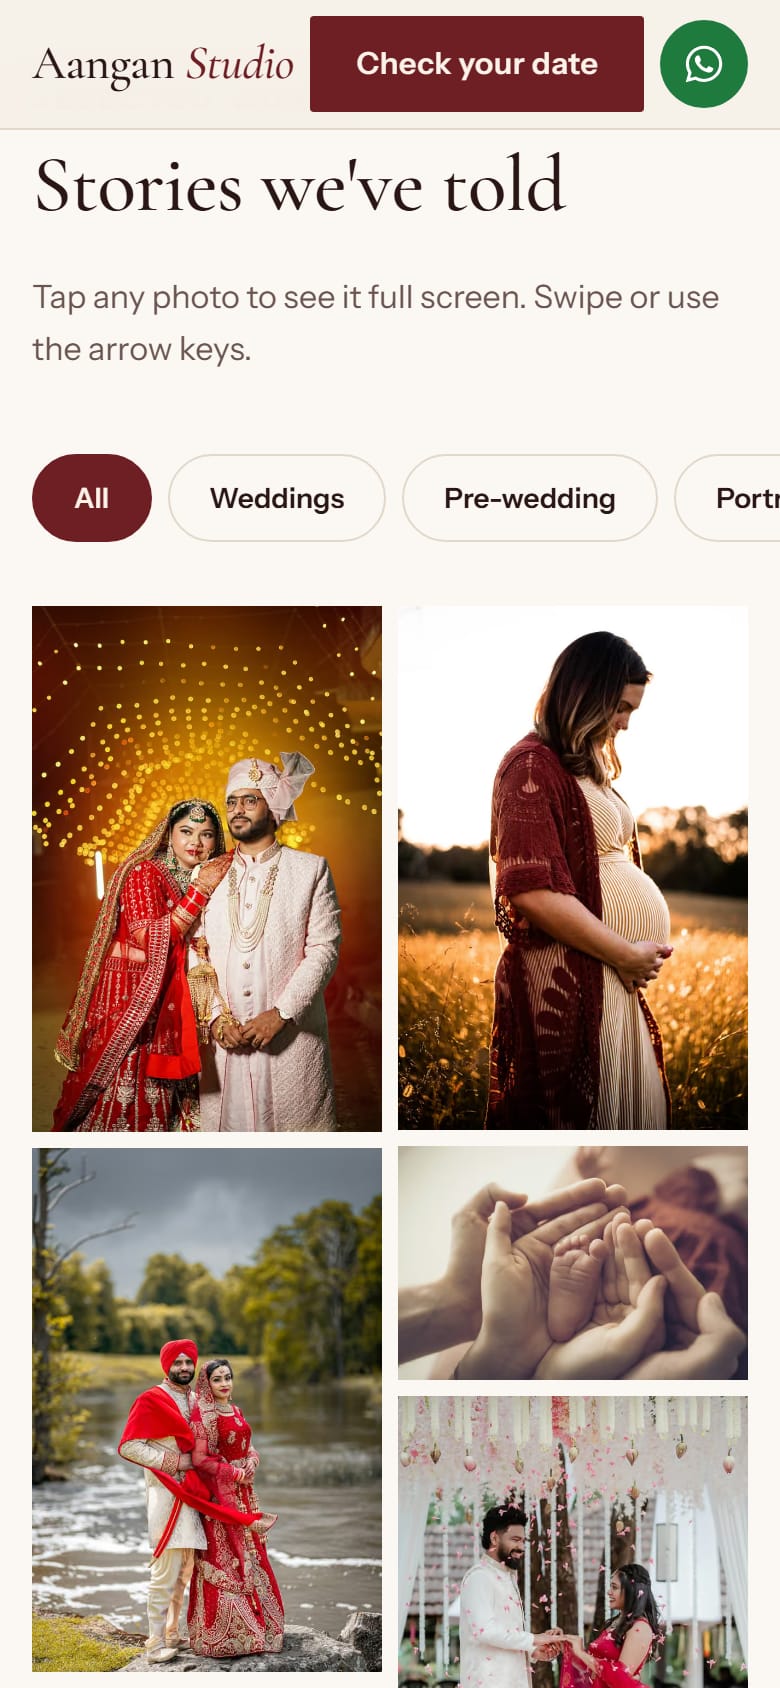 Aangan Studio
Check your date
Stories we've told
Tap any photo to see it full screen. Swipe or use
the arrow keys.
All
Weddings
Pre-wedding
Portr